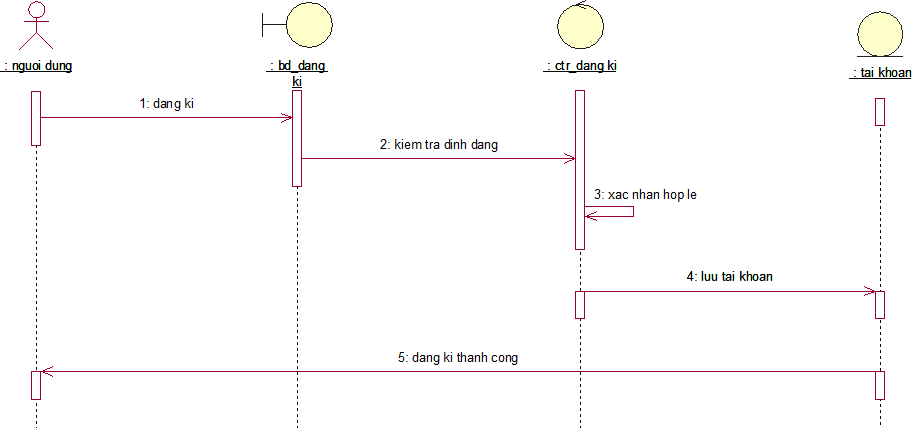 : nguoi dung
: bd_dang
ki
: ctr_dang ki
: tai khoan
1: dang ki
2: kiem tra dinh dang
3: xac nhan hop le
4: luu tai khoan
5: dang ki thanh cong